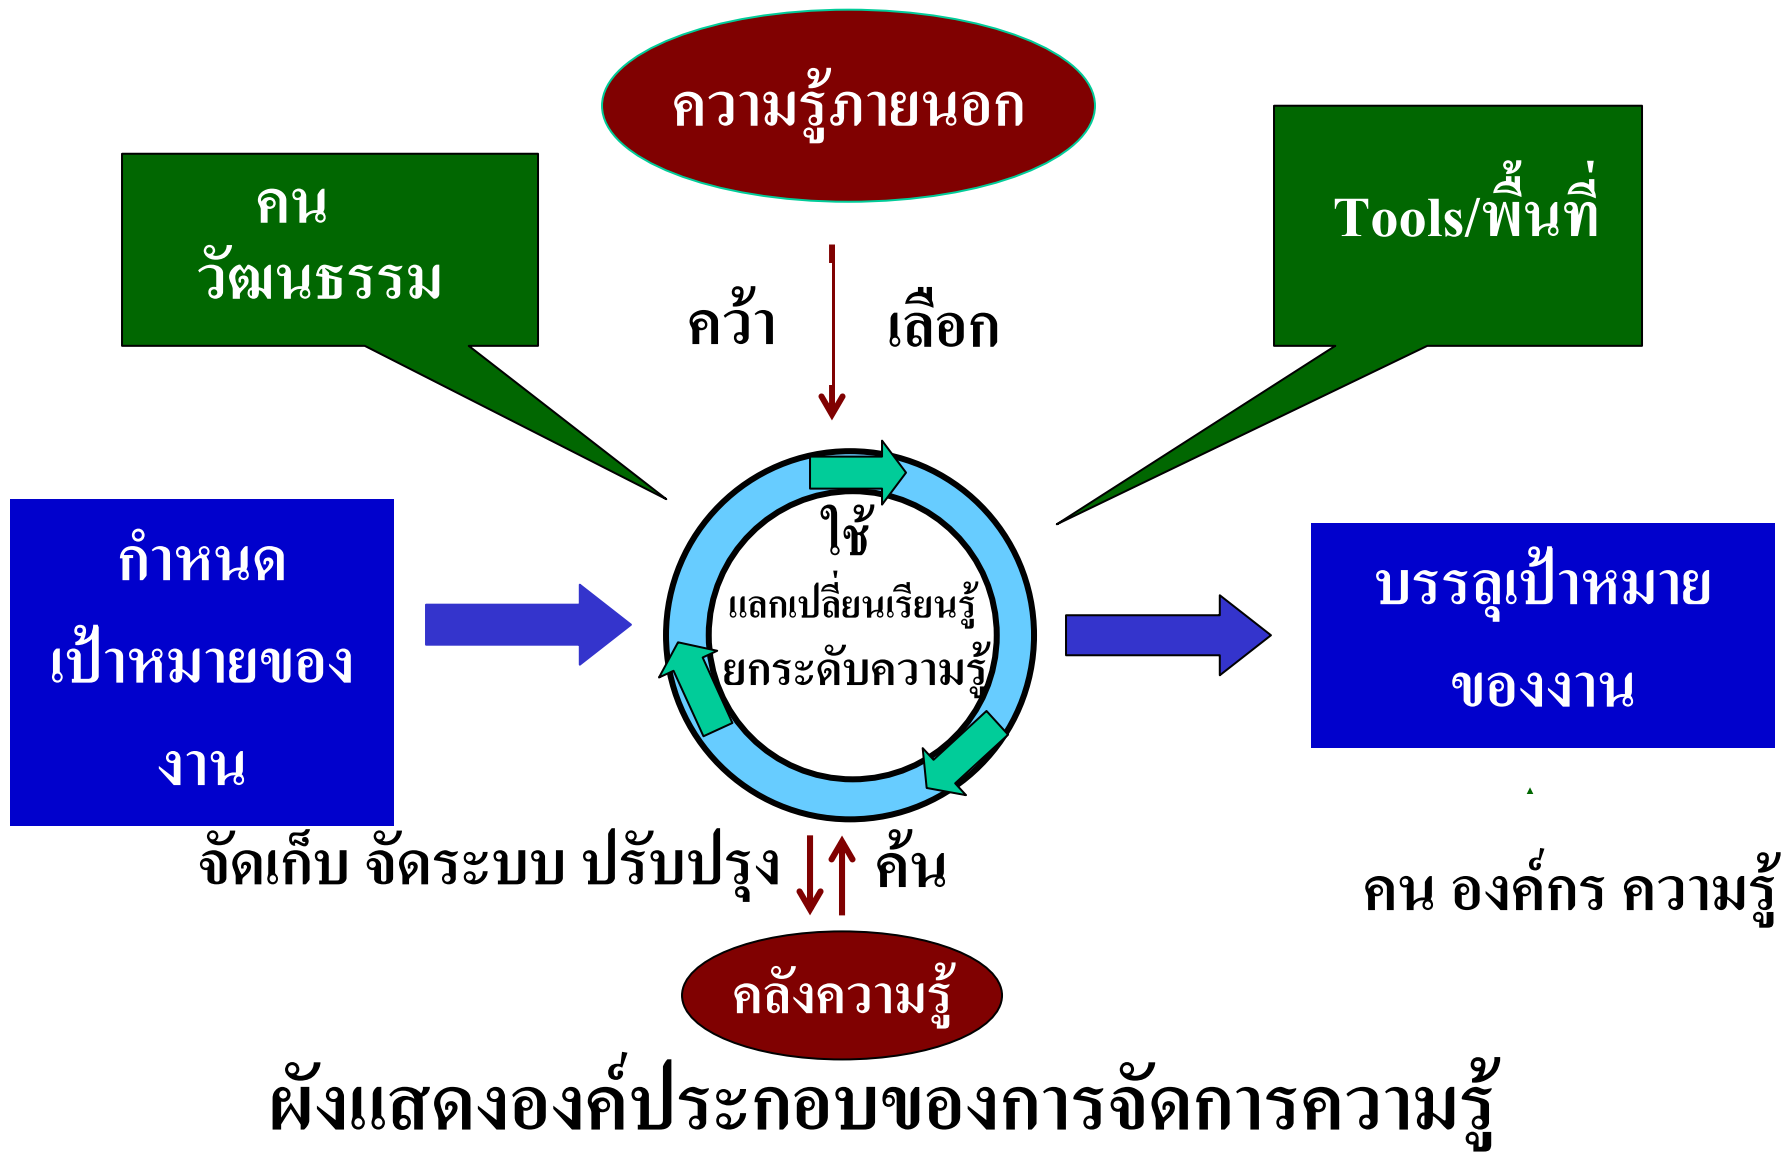 ความรู้ภายนอก
คน
วัฒนธรรม
Tools/พื้นที่
คว้า
เลือก
กำหนด
เป้าหมายของ
งาน
ใช้
แลกเปลี่ยนเรียนรู้
ยกระดับความรู้
บรรลุเป้าหมาย
ของงาน
จัดเก็บ จัดระบบ ปรับปรุง
ค้น
คน องค์กร ความรู้
คลังความรู้
ผังแสดงองค์ประกอบของการจัดการความรู้